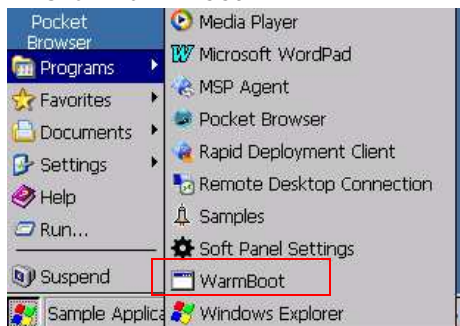 Pocket
Browser
Programs
Favorites
Documents
Settings
Help
Run...
Suspend
Sample Applica
Media Player
Microsoft WordPad
MSP Agent
Pocket Browser
Rapid Deployment Client
Remote Desktop Connection
Samples
Soft Panel Settings
WarmBoot
Windows Explorer